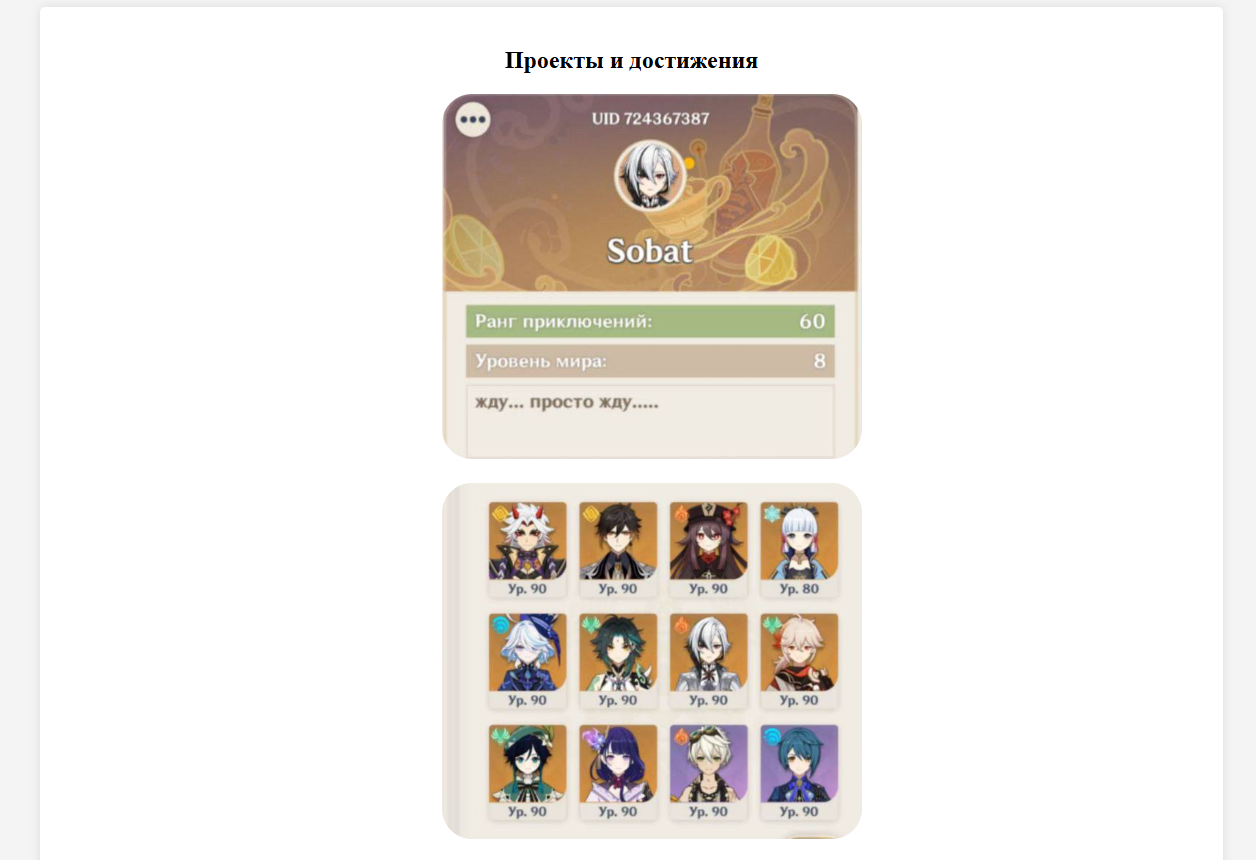 Проекты и достижения
UID 724367387
Sobat
Ранг приключений: 60
Уровень мира: 8
жду... просто жду.....
Ур. 90 Ур. 90 Ур. 90 Ур. 80
Ур. 90 Ур. 90 Ур. 90 Ур. 90
Ур. 90 Ур. 90 Ур. 90 Ур. 90